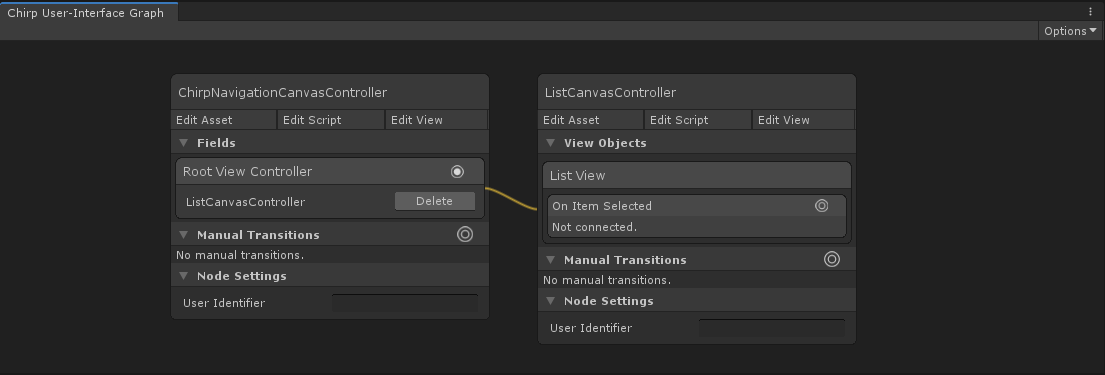 Chirp User-Interface Graph
Options
ChirpNavigationCanvasController
Edit Asset
Edit Script
Edit View
Fields
Root View Controller
ListCanvasController
Delete
Manual Transitions
No manual transitions.
Node Settings
User Identifier
ListCanvasController
Edit Asset
Edit Script
Edit View
View Objects
List View
On Item Selected
Not connected.
Manual Transitions
No manual transitions.
Node Settings
User Identifier